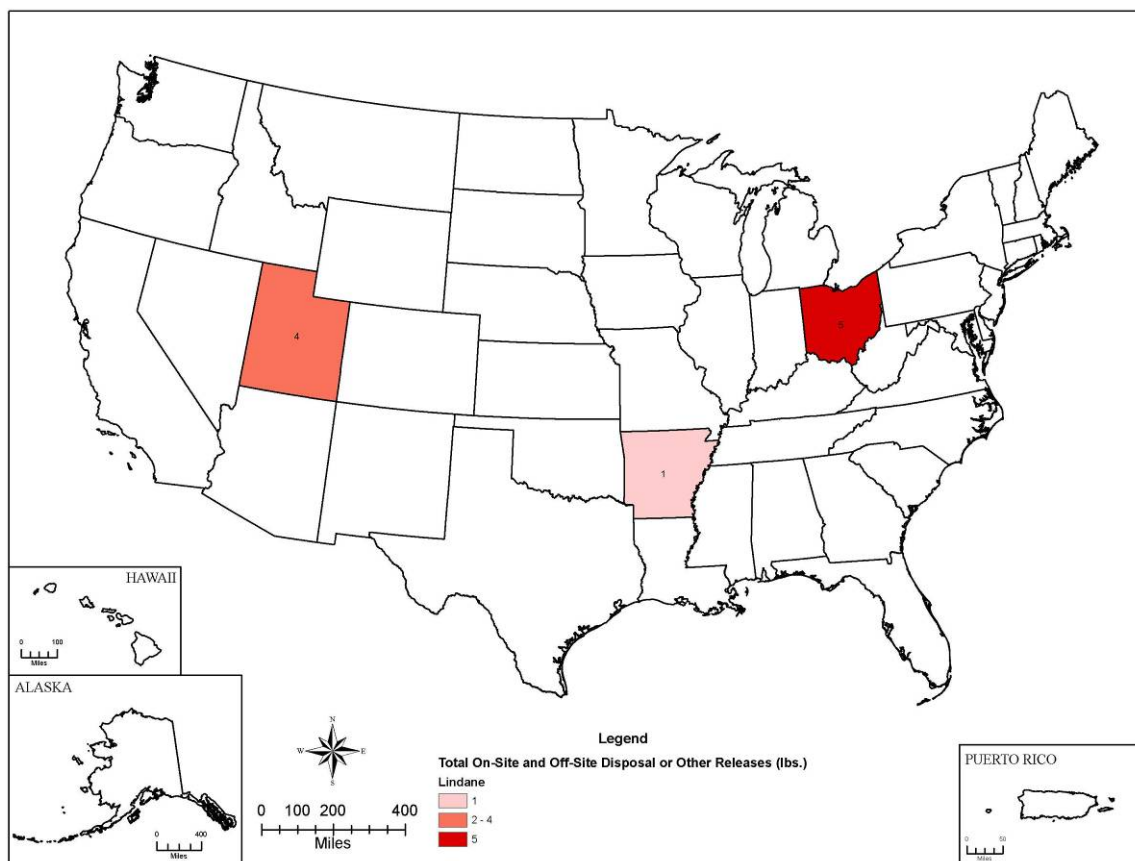 4
5
1
HAWAII
0 100
Miles
ALASKA
0 400
Miles
N
W E
S
0 100 200 400
Miles
Legend
Total On-Site and Off-Site Disposal or Other Releases (lbs.)
Lindane
1
2 - 4
5
PUERTO RICO
0 50
Miles